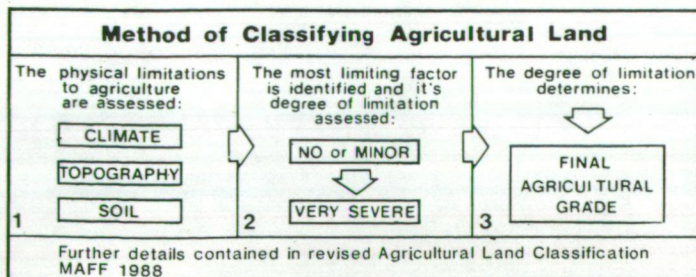 Method of Classifying Agricultural Land
The physical limitations
to agriculture
are assessed:
CLIMATE
TOPOGRAPHY
SOIL
1
The most limiting factor
is identified and it's
degree of limitation
assessed:
NO or MINOR
VERY SEVERE
2
The degree of limitation
determines:
FINAL
AGRICULTURAL
GRADE
3
Further details contained in revised Agricultural Land Classification
MAFF 1988